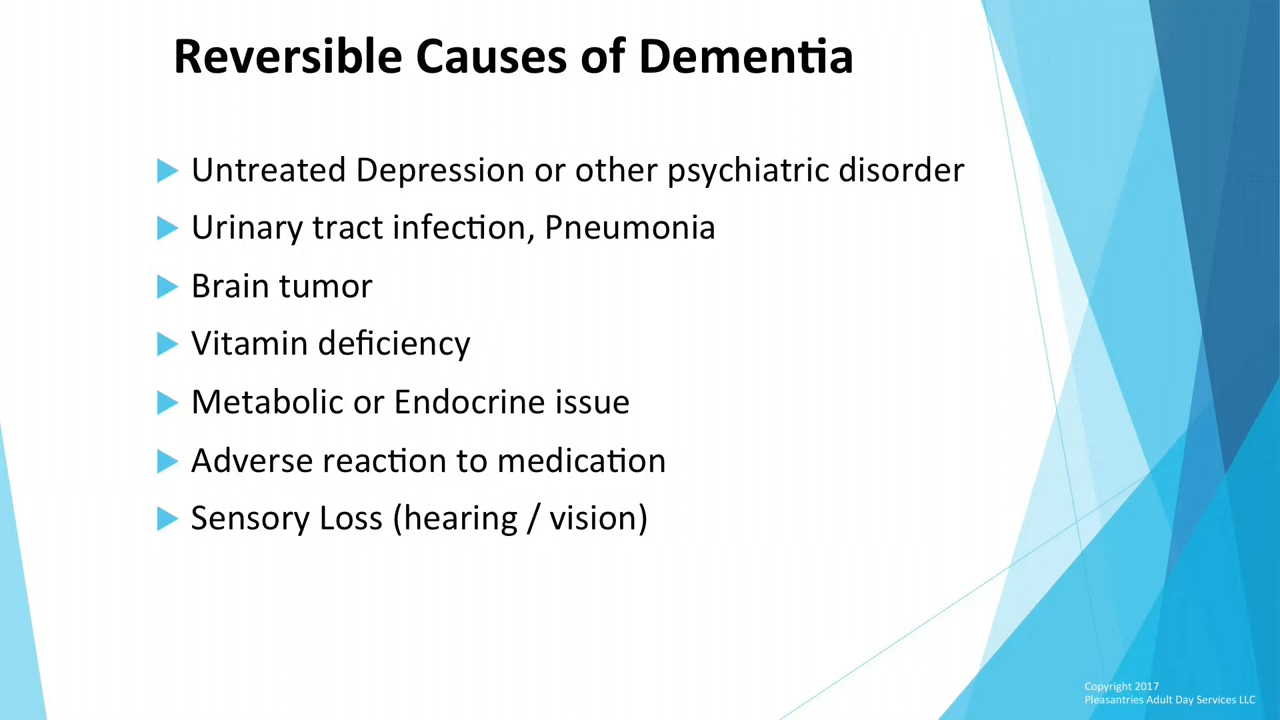 Reversible Causes of Dementia
Untreated Depression or other psychiatric disorder
Urinary tract infection, Pneumonia
Brain tumor
Vitamin deficiency
Metabolic or Endocrine issue
Adverse reaction to medication
Sensory Loss (hearing / vision)
Copyright 2017
Pleasantries Adult Day Services LLC